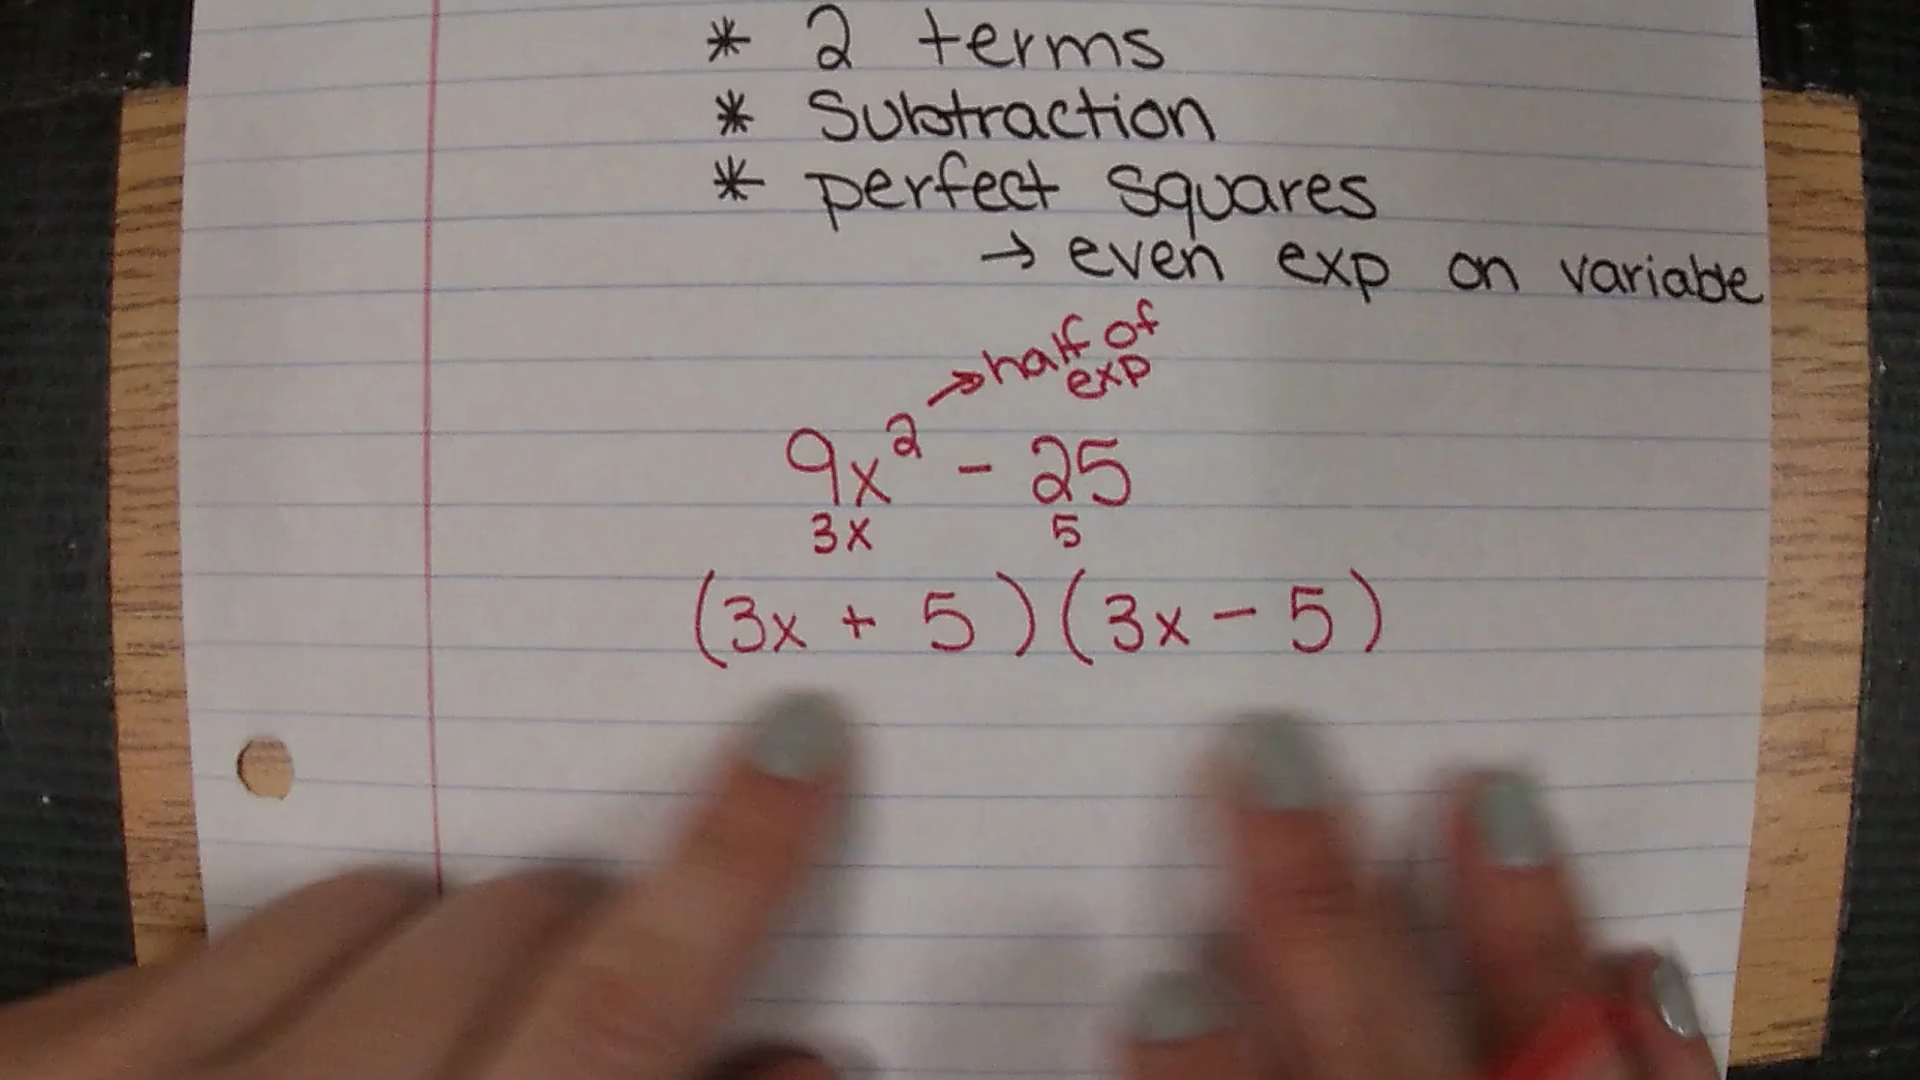 * 2 terms
* Subtraction
* perfect squares
→ even exp on variable
→ half of
exp
9x² - 25
3x 5
(3x + 5)(3x - 5)